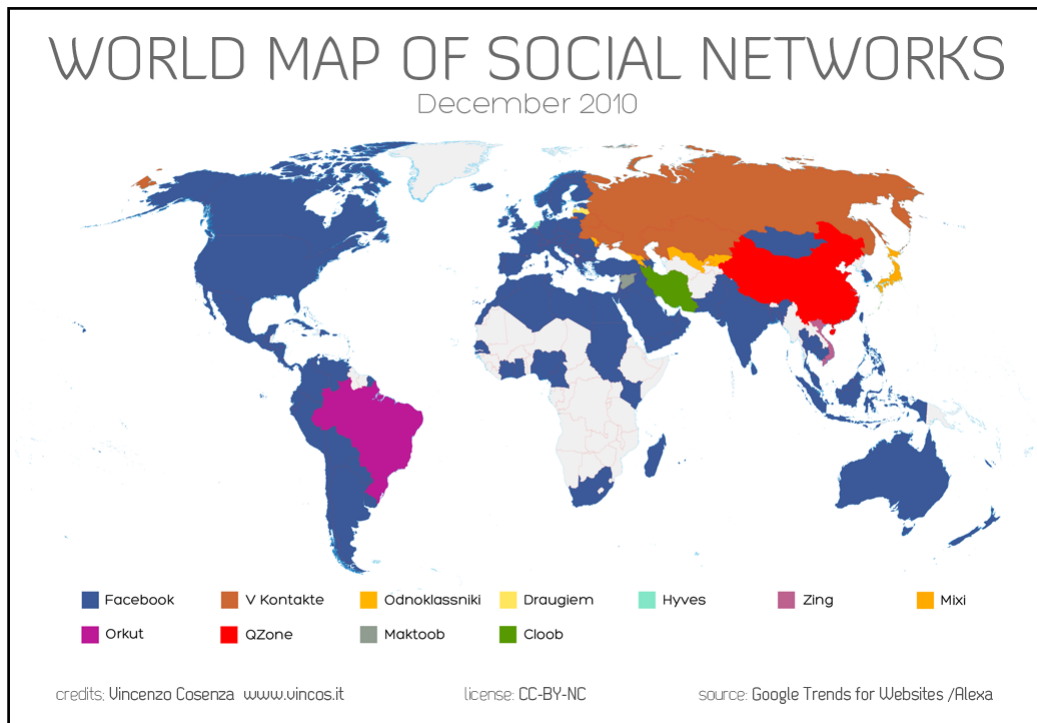 WORLD MAP OF SOCIAL NETWORKS
December 2010
Facebook V Kontakte Odnoklassniki Draugiem Hyves Zing Mixi
Orkut QZone Maktoob Cloob
credits: Vincenzo Cosenza www.vincos.it license: CC-BY-NC source: Google Trends for Websites /Alexa